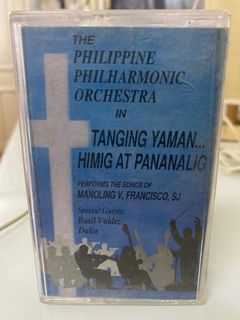 THE
PHILIPPINE
PHILHARMONIC
ORCHESTRA
IN
TANGING YAMAN...
HIMIG AT PANANALIG
PERFORMS THE SONGS OF
MANOLING V. FRANCISCO, SJ
Special Guests:
Basil Valdez
Dulce